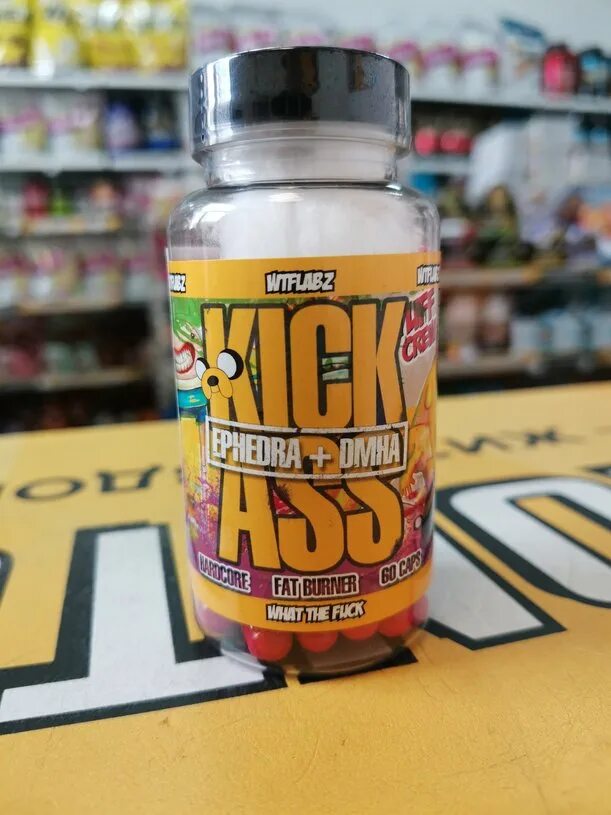 WTFLABZ
KICK
EPHEDRA + DMHA
ASS
HARDCORE FAT BURNER 60 CAPS
WHAT THE FUCK